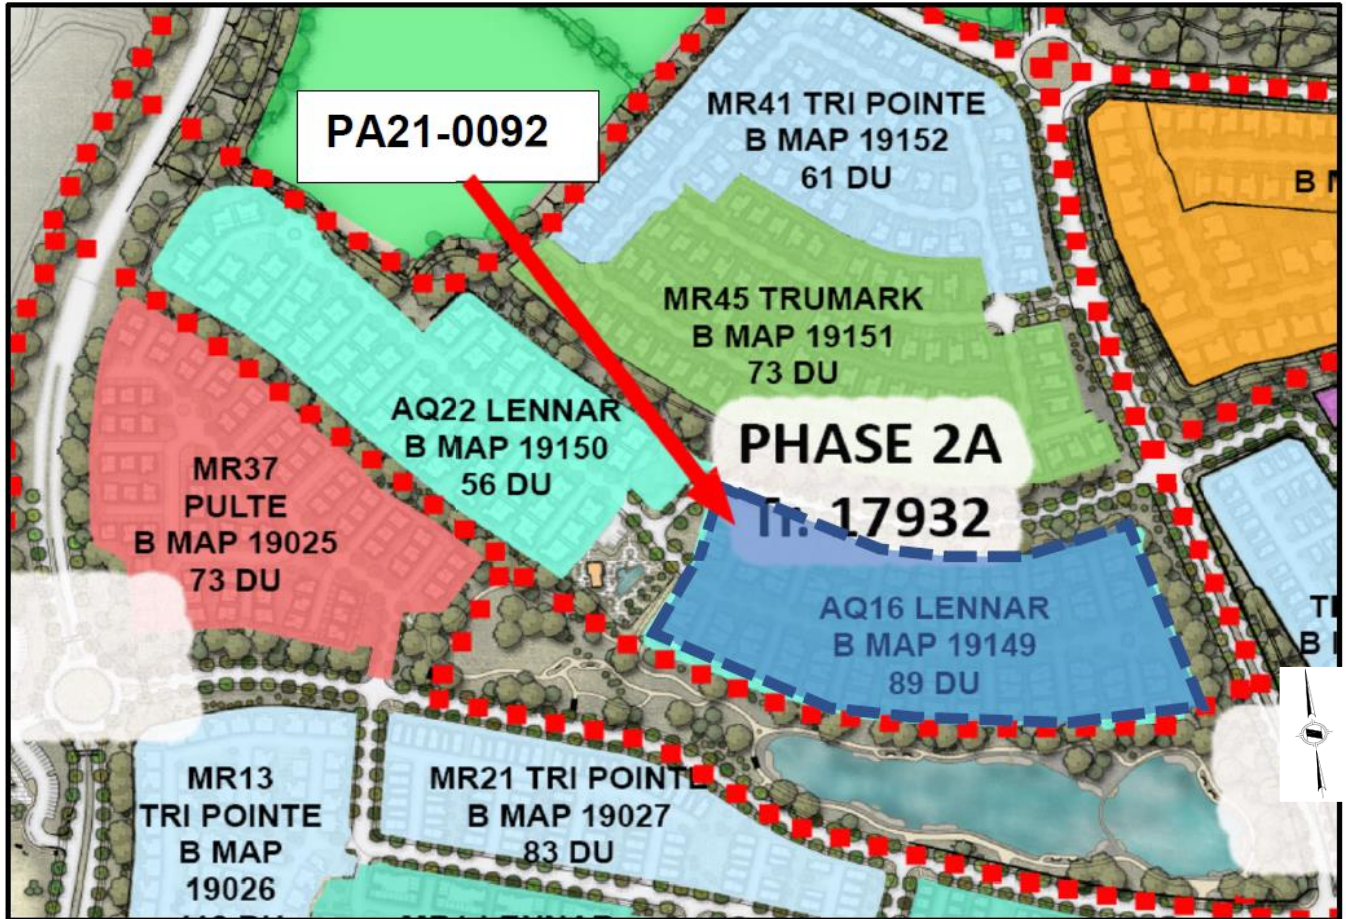 PA21-0092
MR41 TRI POINTE
B MAP 19152
61 DU
B
MR45 TRUMARK
B MAP 19151
73 DU
AQ22 LENNAR
B MAP 19150
56 DU
MR37
PULTE
B MAP 19025
73 DU
PHASE 2A
Tr. 17932
AQ16 LENNAR
B MAP 19149
89 DU
B
MR13
TRI POINTE
B MAP
19026
MR21 TRI POINTE
B MAP 19027
83 DU
LENNAR